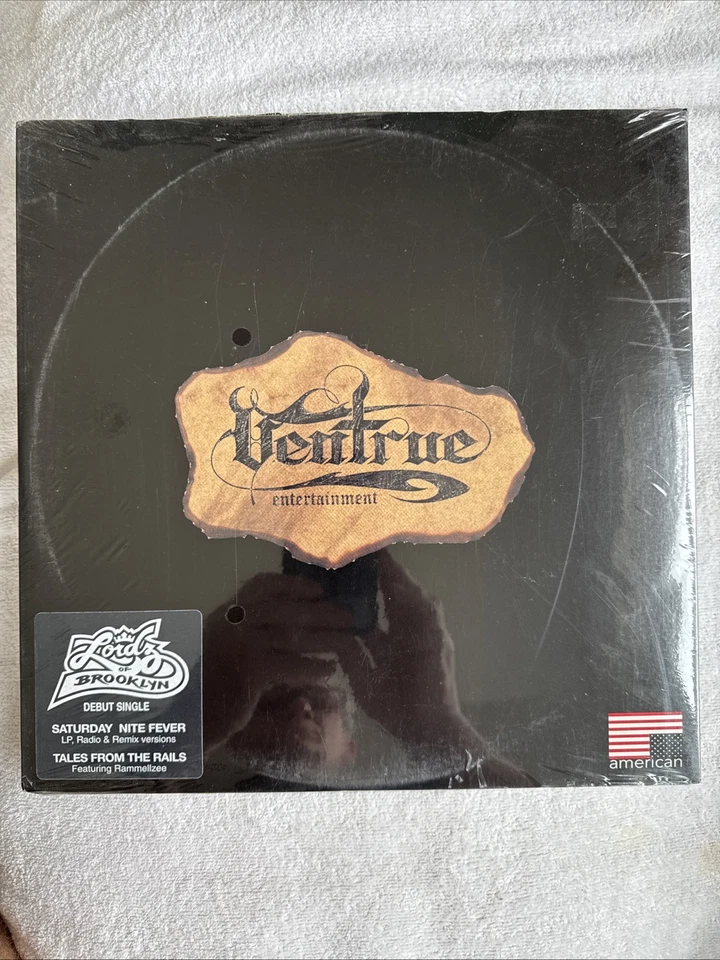 Ventrue
entertainment
Lordz
OF
BROOKLYN
DEBUT SINGLE
SATURDAY NITE FEVER
LP, Radio & Remix versions
TALES FROM THE RAILS
Featuring Rammellzee
american